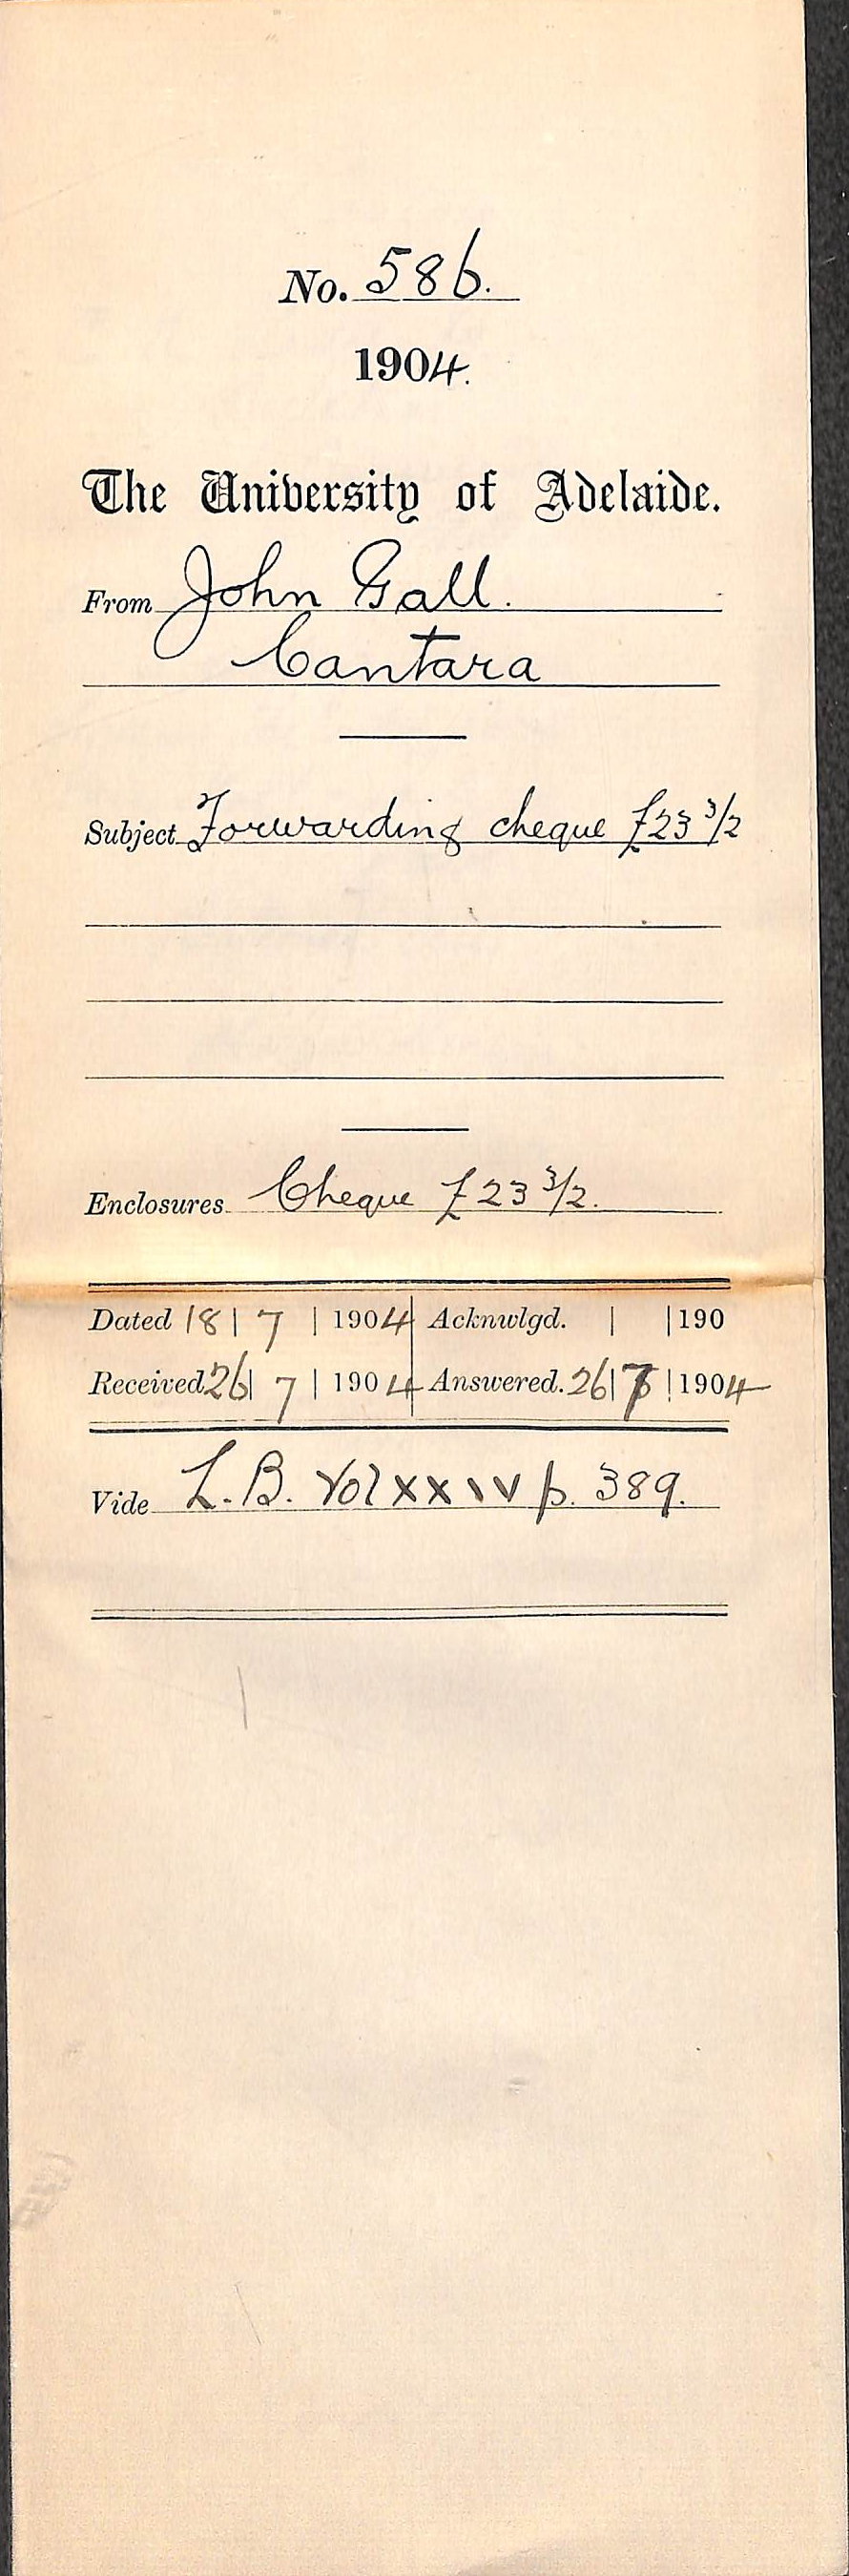 No. 586.
1904.
The University of Adelaide.
From John Gall.
Cantara
Subject Forwarding cheque £23 3/2
Enclosures Cheque £23 3/2.
Dated 18 | 7 | 1904 Acknwlgd. | | 190
Received 26 | 7 | 1904 Answered. 26 | 7 | 1904
Vide L.B. Vol xxiv p. 389.